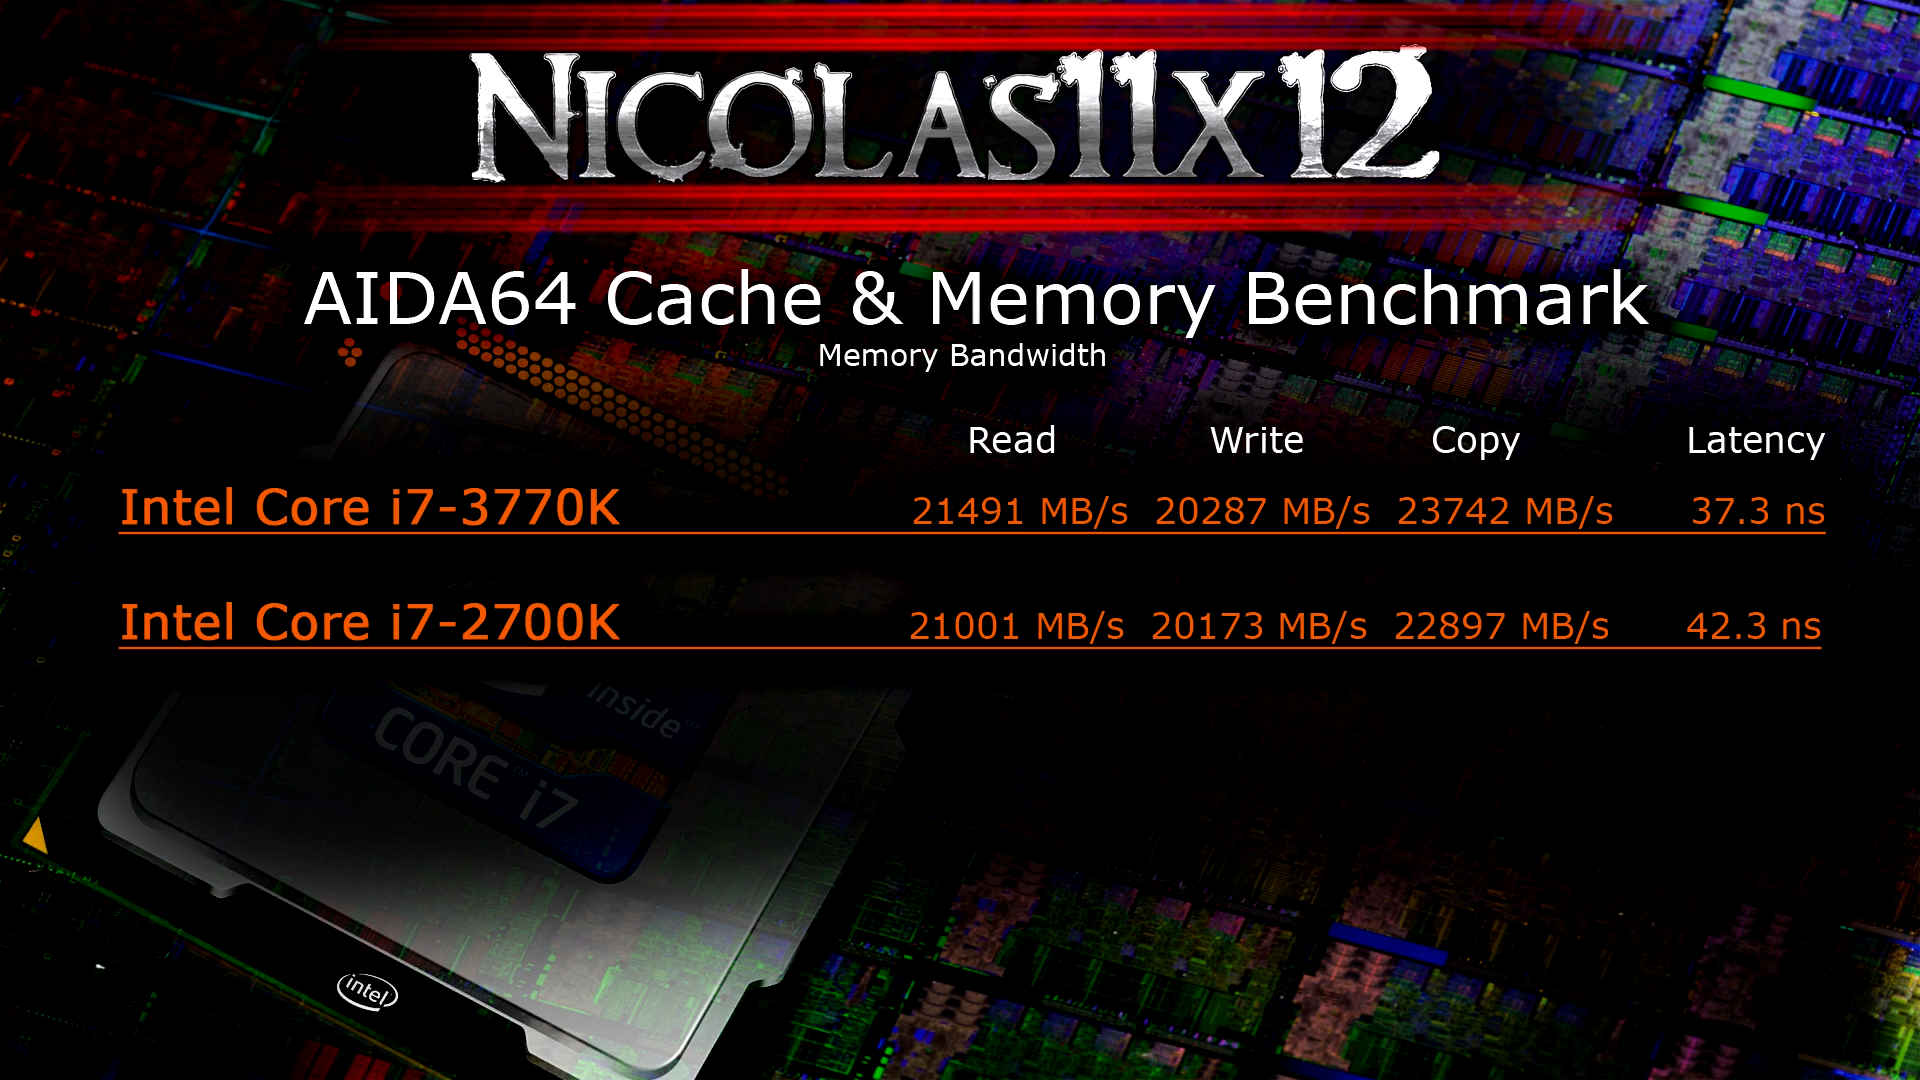 NICOLAS11X12
AIDA64 Cache & Memory Benchmark
Memory Bandwidth
Read Write Copy Latency
Intel Core i7-3770K 21491 MB/s 20287 MB/s 23742 MB/s 37.3 ns
Intel Core i7-2700K 21001 MB/s 20173 MB/s 22897 MB/s 42.3 ns
inside™
CORE™ i7
intel